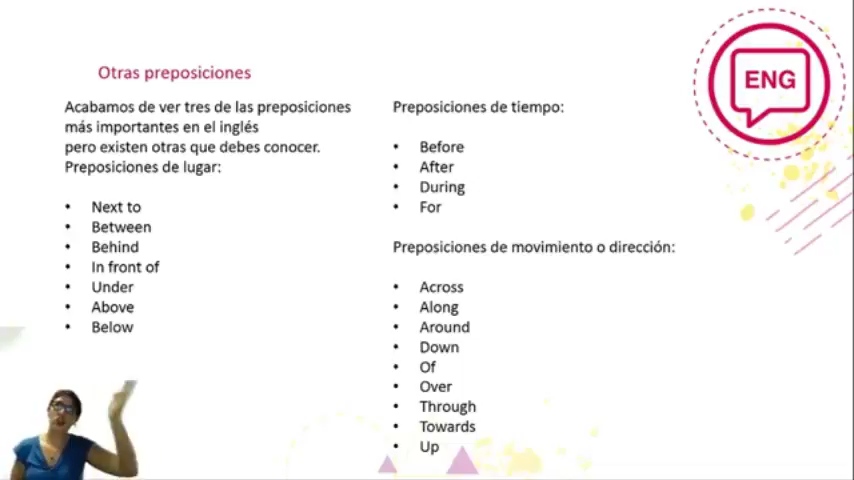 Otras preposiciones
Acabamos de ver tres de las preposiciones
más importantes en el inglés
pero existen otras que debes conocer.
Preposiciones de lugar:
• Next to
• Between
• Behind
• In front of
• Under
• Above
• Below
Preposiciones de tiempo:
• Before
• After
• During
• For
Preposiciones de movimiento o dirección:
• Across
• Along
• Around
• Down
• Of
• Over
• Through
• Towards
• Up
ENG